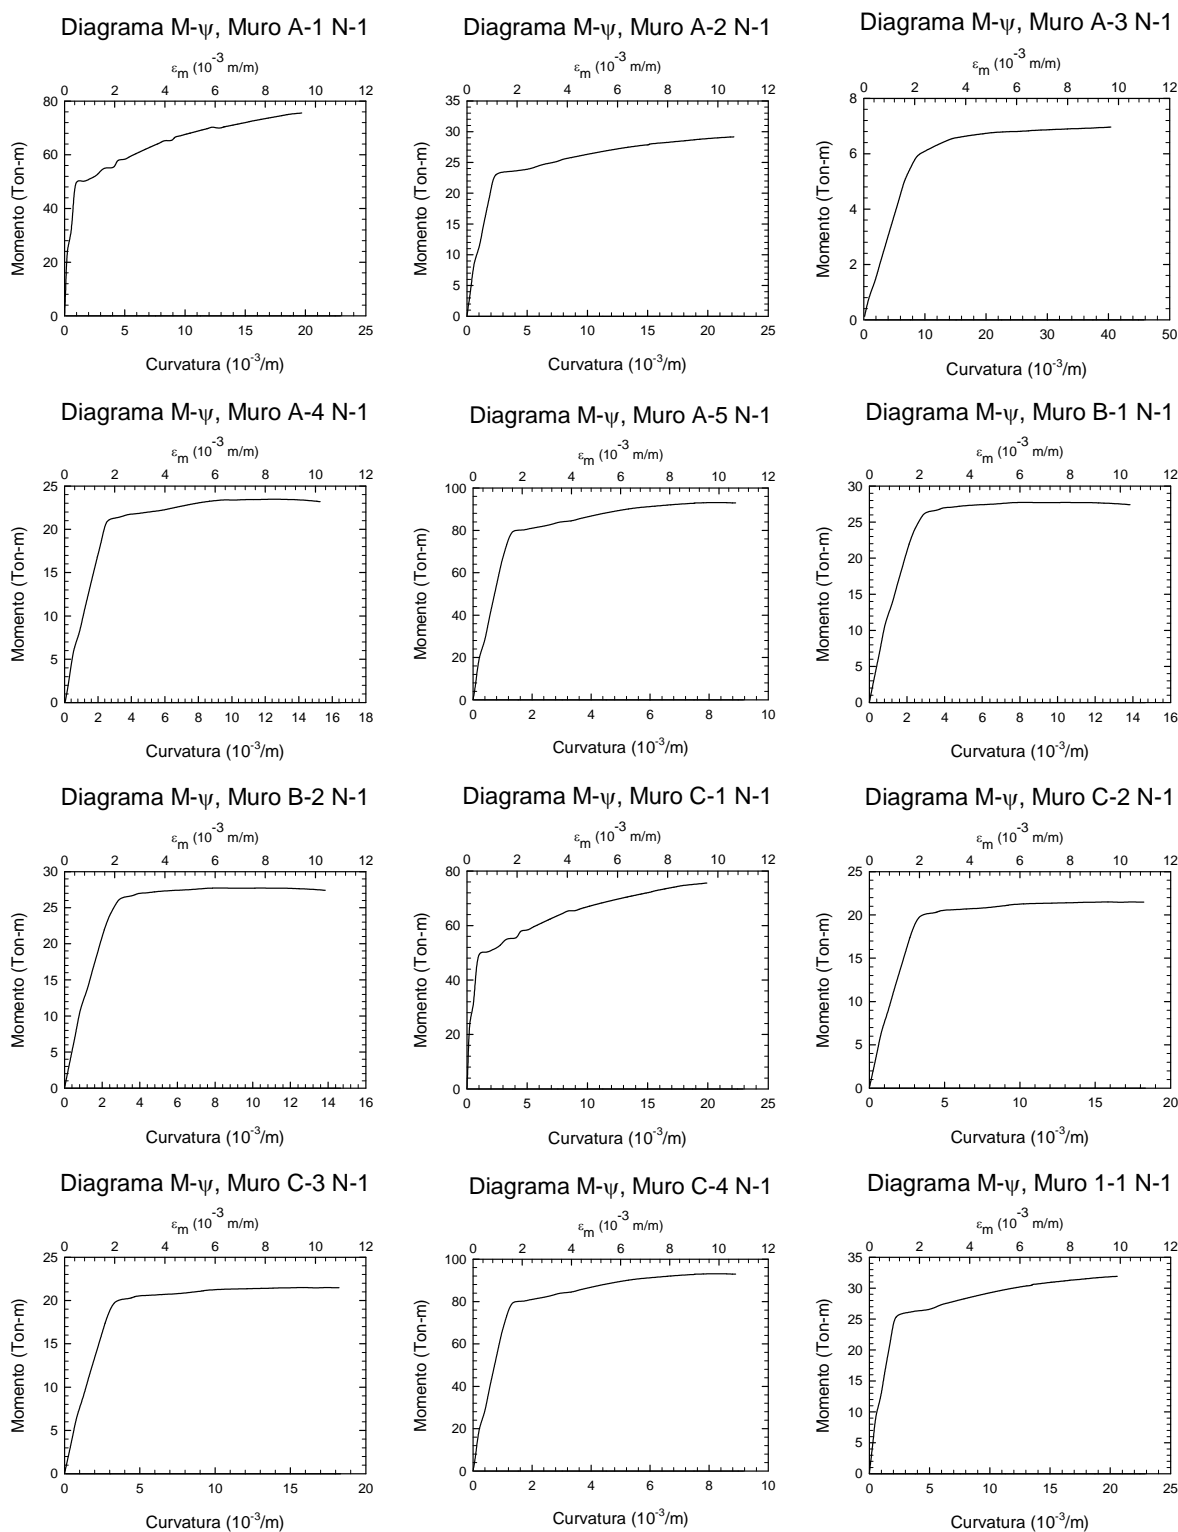 Diagrama M-ψ, Muro A-1 N-1
εm (10-3 m/m)
0 2 4 6 8 10 12
Momento (Ton-m)
80
60
40
20
0
0 5 10 15 20 25
Curvatura (10-3/m)
Diagrama M-ψ, Muro A-2 N-1
εm (10-3 m/m)
0 2 4 6 8 10 12
Momento (Ton-m)
35
30
25
20
15
10
5
0
0 5 10 15 20 25
Curvatura (10-3/m)
Diagrama M-ψ, Muro A-3 N-1
εm (10-3 m/m)
0 2 4 6 8 10 12
Momento (Ton-m)
8
6
4
2
0
0 10 20 30 40 50
Curvatura (10-3/m)
Diagrama M-ψ, Muro A-4 N-1
εm (10-3 m/m)
0 2 4 6 8 10 12
Momento (Ton-m)
25
20
15
10
5
0
0 2 4 6 8 10 12 14 16 18
Curvatura (10-3/m)
Diagrama M-ψ, Muro A-5 N-1
εm (10-3 m/m)
0 2 4 6 8 10 12
Momento (Ton-m)
100
80
60
40
20
0
0 2 4 6 8 10
Curvatura (10-3/m)
Diagrama M-ψ, Muro B-1 N-1
εm (10-3 m/m)
0 2 4 6 8 10 12
Momento (Ton-m)
30
25
20
15
10
5
0
0 2 4 6 8 10 12 14 16
Curvatura (10-3/m)
Diagrama M-ψ, Muro B-2 N-1
εm (10-3 m/m)
0 2 4 6 8 10 12
Momento (Ton-m)
30
25
20
15
10
5
0
0 2 4 6 8 10 12 14 16
Curvatura (10-3/m)
Diagrama M-ψ, Muro C-1 N-1
εm (10-3 m/m)
0 2 4 6 8 10 12
Momento (Ton-m)
80
60
40
20
0
0 5 10 15 20 25
Curvatura (10-3/m)
Diagrama M-ψ, Muro C-2 N-1
εm (10-3 m/m)
0 2 4 6 8 10 12
Momento (Ton-m)
25
20
15
10
5
0
0 5 10 15 20
Curvatura (10-3/m)
Diagrama M-ψ, Muro C-3 N-1
εm (10-3 m/m)
0 2 4 6 8 10 12
Momento (Ton-m)
25
20
15
10
5
0
0 5 10 15 20
Curvatura (10-3/m)
Diagrama M-ψ, Muro C-4 N-1
εm (10-3 m/m)
0 2 4 6 8 10 12
Momento (Ton-m)
100
80
60
40
20
0
0 2 4 6 8 10
Curvatura (10-3/m)
Diagrama M-ψ, Muro 1-1 N-1
εm (10-3 m/m)
0 2 4 6 8 10 12
Momento (Ton-m)
35
30
25
20
15
10
5
0
0 5 10 15 20 25
Curvatura (10-3/m)